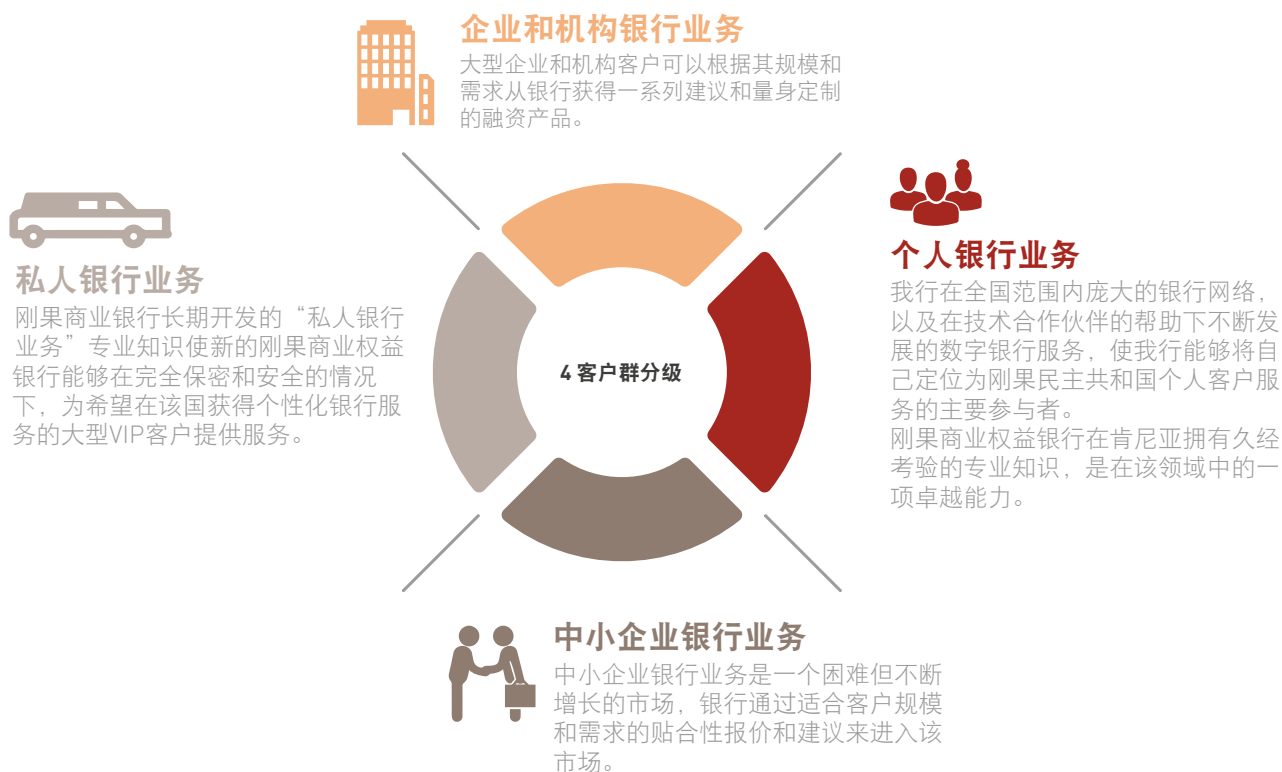 企业和机构银行业务
大型企业和机构客户可以根据其规模和
需求从银行获得一系列建议和量身定制
的融资产品。
私人银行业务
刚果商业银行长期开发的“私人银行
业务”专业知识使新的刚果商业权益
银行能够在完全保密和安全的情况
下，为希望在该国获得个性化银行服
务的大型VIP客户提供服务。
4 客户群分级
个人银行业务
我行在全国范围内庞大的银行网络，
以及在技术合作伙伴的帮助下不断发
展的数字银行服务，使我行能够将自
己定位为刚果民主共和国个人客户服
务的主要参与者。
刚果商业权益银行在肯尼亚拥有久经
考验的专业知识，是在该领域中的一
项卓越能力。
中小企业银行业务
中小企业银行业务是一个困难但不断
增长的市场，银行通过适合客户规模
和需求的贴合性报价和建议来进入该
市场。